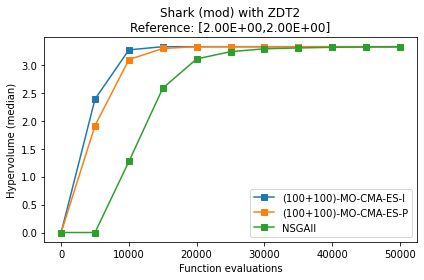 Shark (mod) with ZDT2
Reference: [2.00E+00,2.00E+00]
Hypervolume (median)
3.0
2.5
2.0
1.5
1.0
0.5
0.0
(100+100)-MO-CMA-ES-I
(100+100)-MO-CMA-ES-P
NSGAII
0 10000 20000 30000 40000 50000
Function evaluations